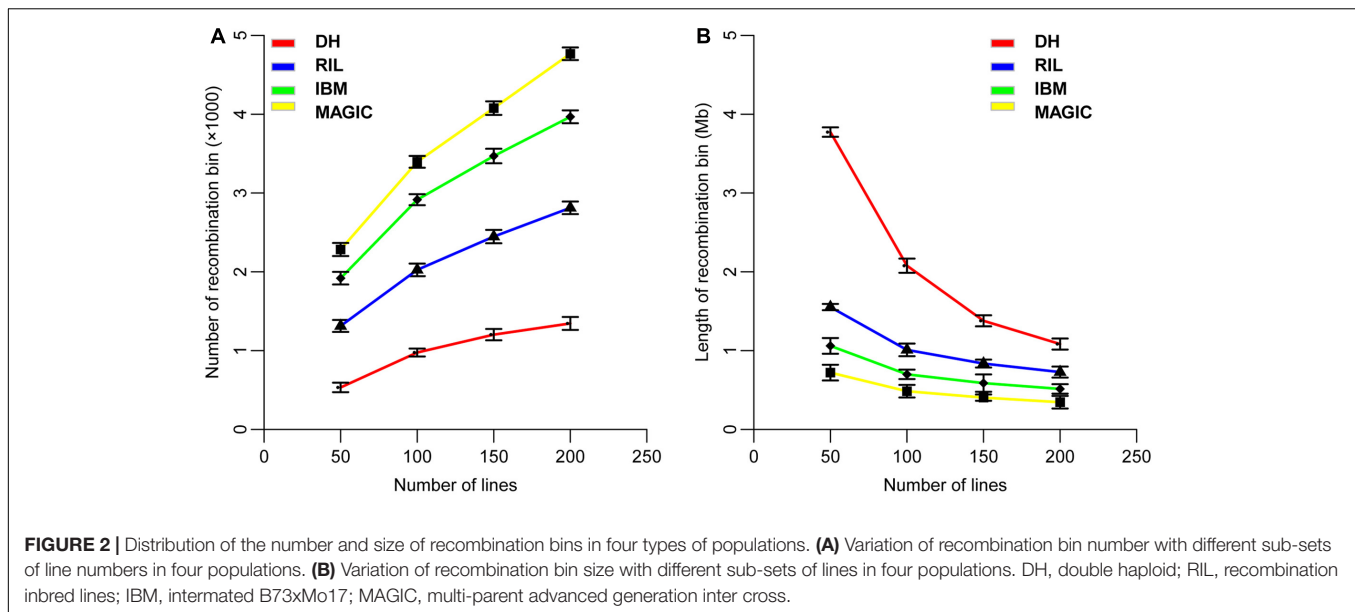 A
DH
RIL
IBM
MAGIC
Number of recombination bin (×1000)
5
4
3
2
1
0
0 50 100 150 200 250
Number of lines
B
DH
RIL
IBM
MAGIC
Length of recombination bin (Mb)
5
4
3
2
1
0
0 50 100 150 200 250
Number of lines
FIGURE 2 | Distribution of the number and size of recombination bins in four types of populations. (A) Variation of recombination bin number with different sub-sets
of line numbers in four populations. (B) Variation of recombination bin size with different sub-sets of lines in four populations. DH, double haploid; RIL, recombination
inbred lines; IBM, intermated B73xMo17; MAGIC, multi-parent advanced generation inter cross.